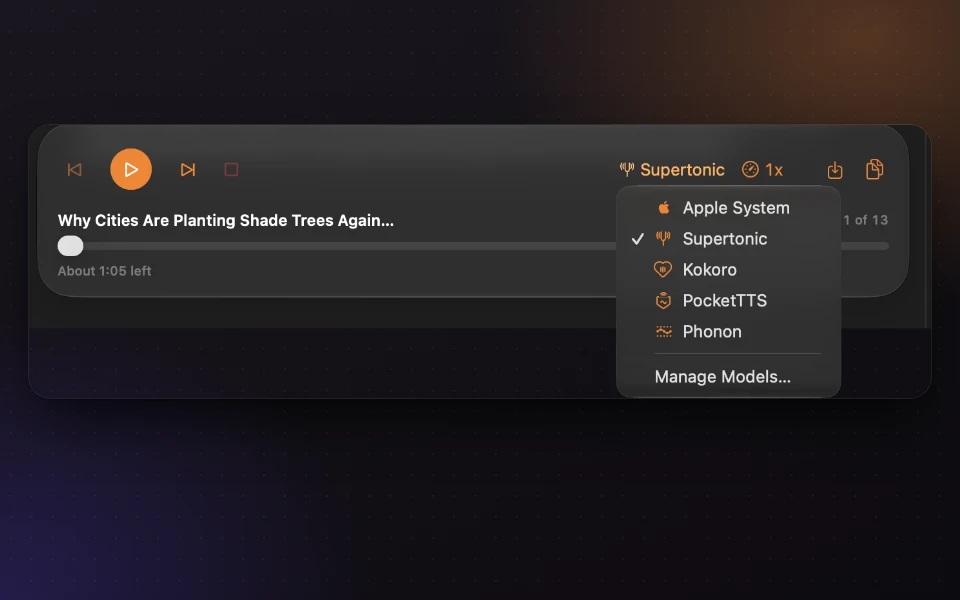 Supertonic 1x
Why Cities Are Planting Shade Trees Again...
1 of 13
About 1:05 left
Apple System
Supertonic
Kokoro
PocketTTS
Phonon
Manage Models...